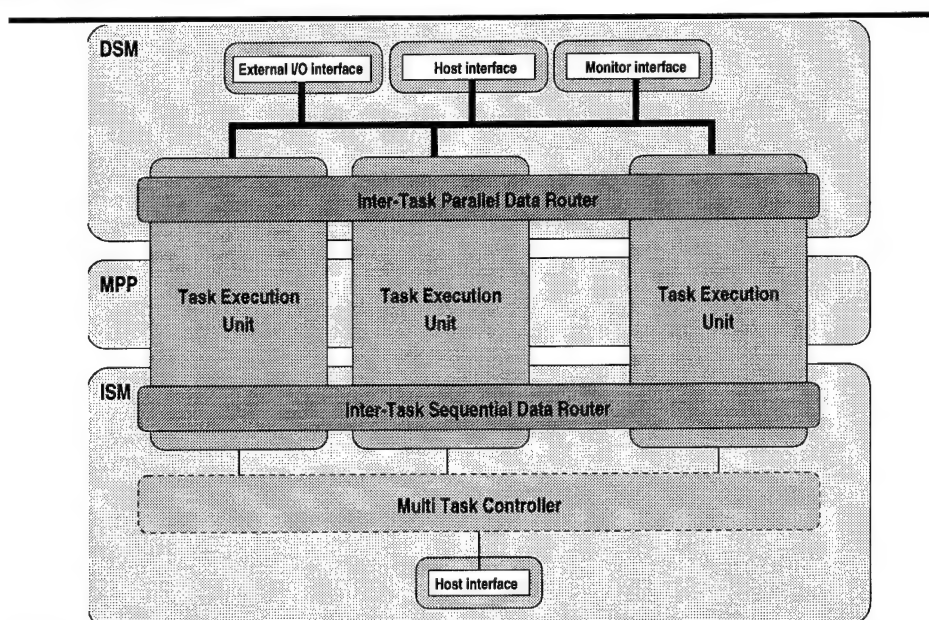 DSM
External I/O interface
Host interface
Monitor interface
Inter-Task Parallel Data Router
MPP
Task Execution
Unit
Task Execution
Unit
Task Execution
Unit
ISM
Inter-Task Sequential Data Router
Multi Task Controller
Host interface